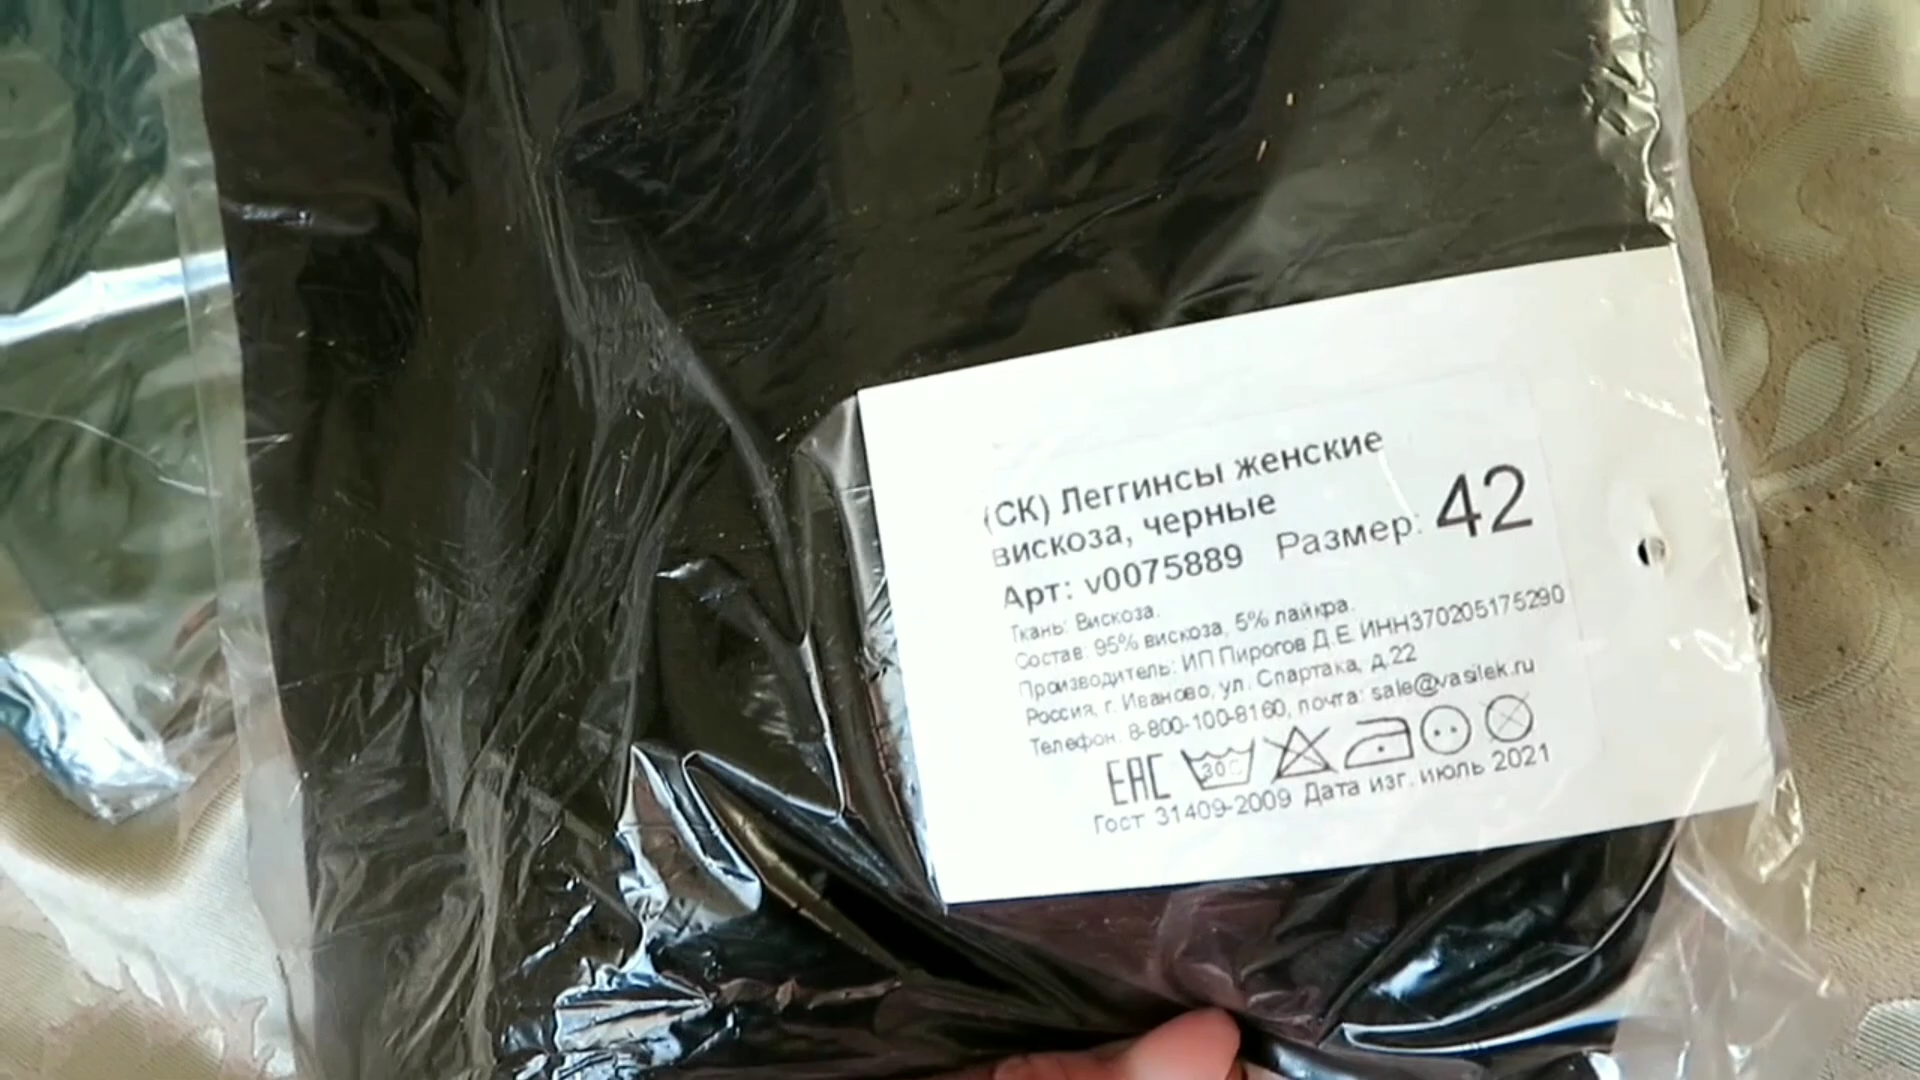 (СК) Леггинсы женские
вискоза, черные
Арт: v0075889 Размер: 42
Ткань: Вискоза.
Состав: 95% вискоза, 5% лайкра.
Производитель: ИП Пирогов Д.Е ИНН370205175290
Россия, г. Иваново, ул. Спартака, д.22
Телефон: 8-800-100-8160, почта: sale@vasilek.ru
EAC 30
Гост 31409-2009 Дата изг. июль 2021